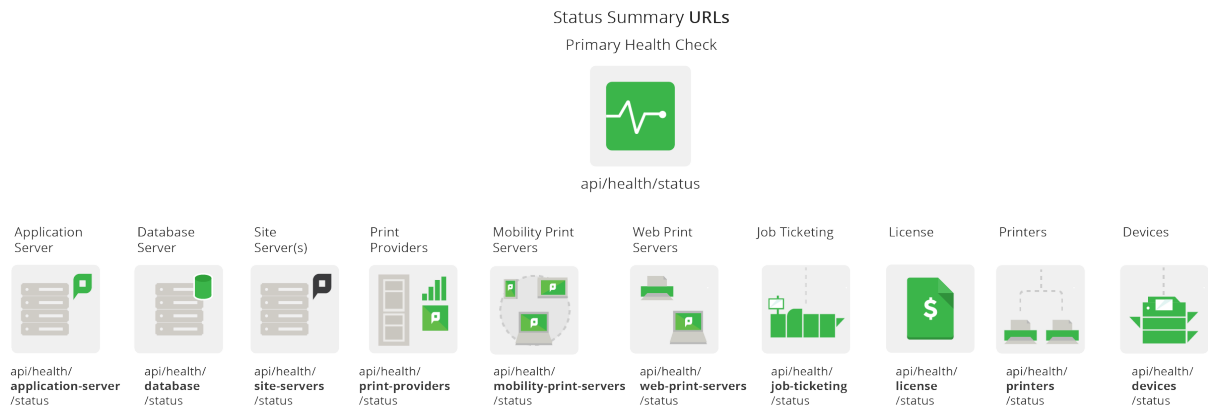 Status Summary URLs
Primary Health Check
api/health/status
Application
Server
Database
Server
Site
Server(s)
Print
Providers
Mobility Print
Servers
Web Print
Servers
Job Ticketing
License
Printers
Devices
$
api/health/
application-server
/status
api/health/
database
/status
api/health/
site-servers
/status
api/health/
print-providers
/status
api/health/
mobility-print-servers
/status
api/health/
web-print-servers
/status
api/health/
job-ticketing
/status
api/health/
license
/status
api/health/
printers
/status
api/health/
devices
/status